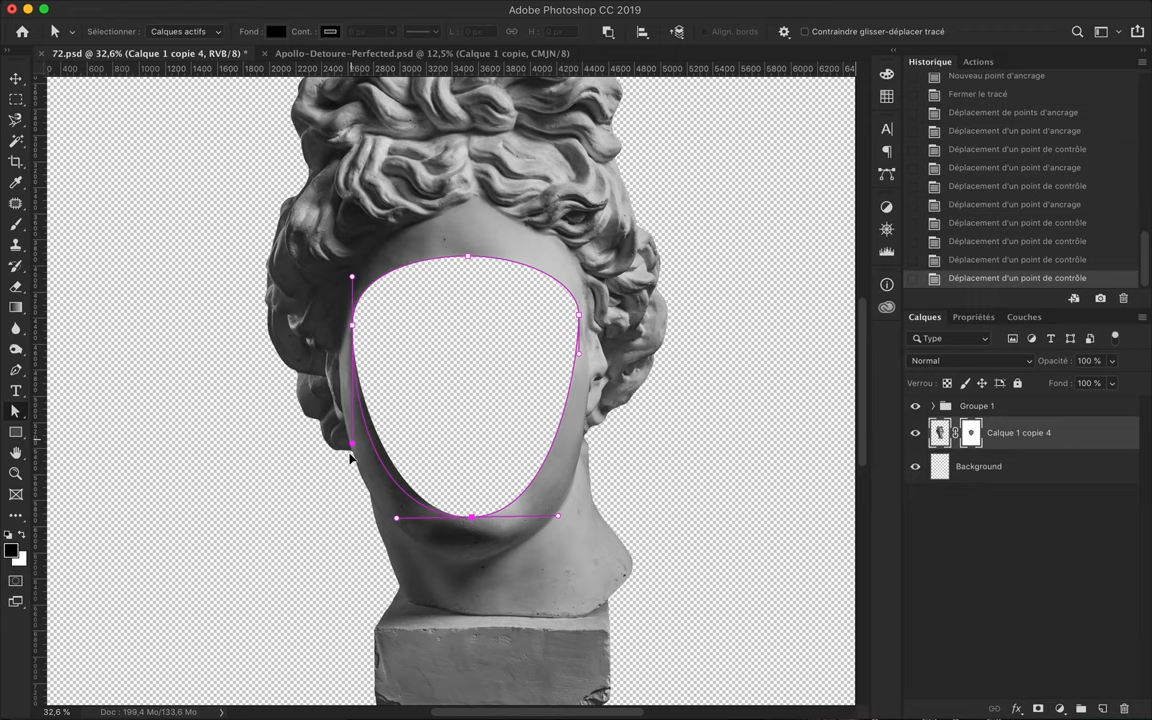 Adobe Photoshop CC 2019
Sélectionner : Calques actifs Fond : Cont. : 0 px L : 0 px H : 0 px Align. bords Contraindre glisser-déplacer tracé
72.psd @ 32,6% (Calque 1 copie 4, RVB/8) * Apollo-Detoure-Perfected.psd @ 12,5% (Calque 1 copie, CMJN/8)
400 600 800 1000 1200 1400 1600 1800 2000 2200 2400 2600 2800 3000 3200 3400 3600 3800 4000 4200 4400 4600 4800 5000 5200 5400 5600 5800 6000 6200 64
Historique Actions
Nouveau point d'ancrage
Fermer le tracé
Déplacement de points d'ancrage
Déplacement d'un point d'ancrage
Déplacement d'un point de contrôle
Déplacement d'un point d'ancrage
Déplacement d'un point de contrôle
Déplacement d'un point d'ancrage
Déplacement d'un point de contrôle
Déplacement d'un point de contrôle
Déplacement d'un point de contrôle
Déplacement d'un point de contrôle
Calques Propriétés Couches
Type
Normal Opacité : 100 %
Verrou : Fond : 100 %
Groupe 1
Calque 1 copie 4
Background
32,6 % Doc : 199,4 Mo/133,6 Mo